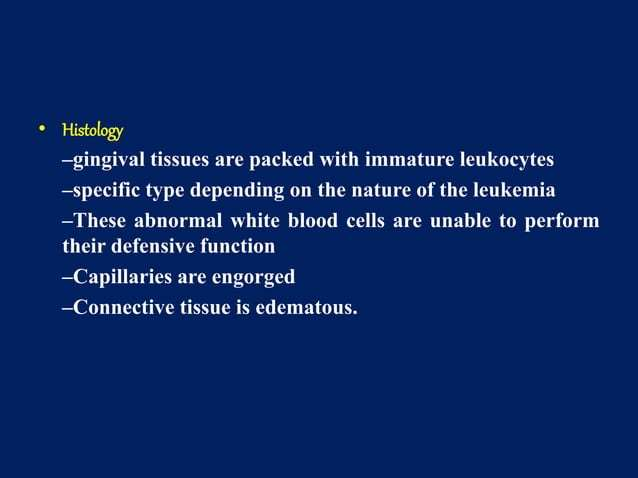 • Histology
–gingival tissues are packed with immature leukocytes
–specific type depending on the nature of the leukemia
–These abnormal white blood cells are unable to perform
their defensive function
–Capillaries are engorged
–Connective tissue is edematous.